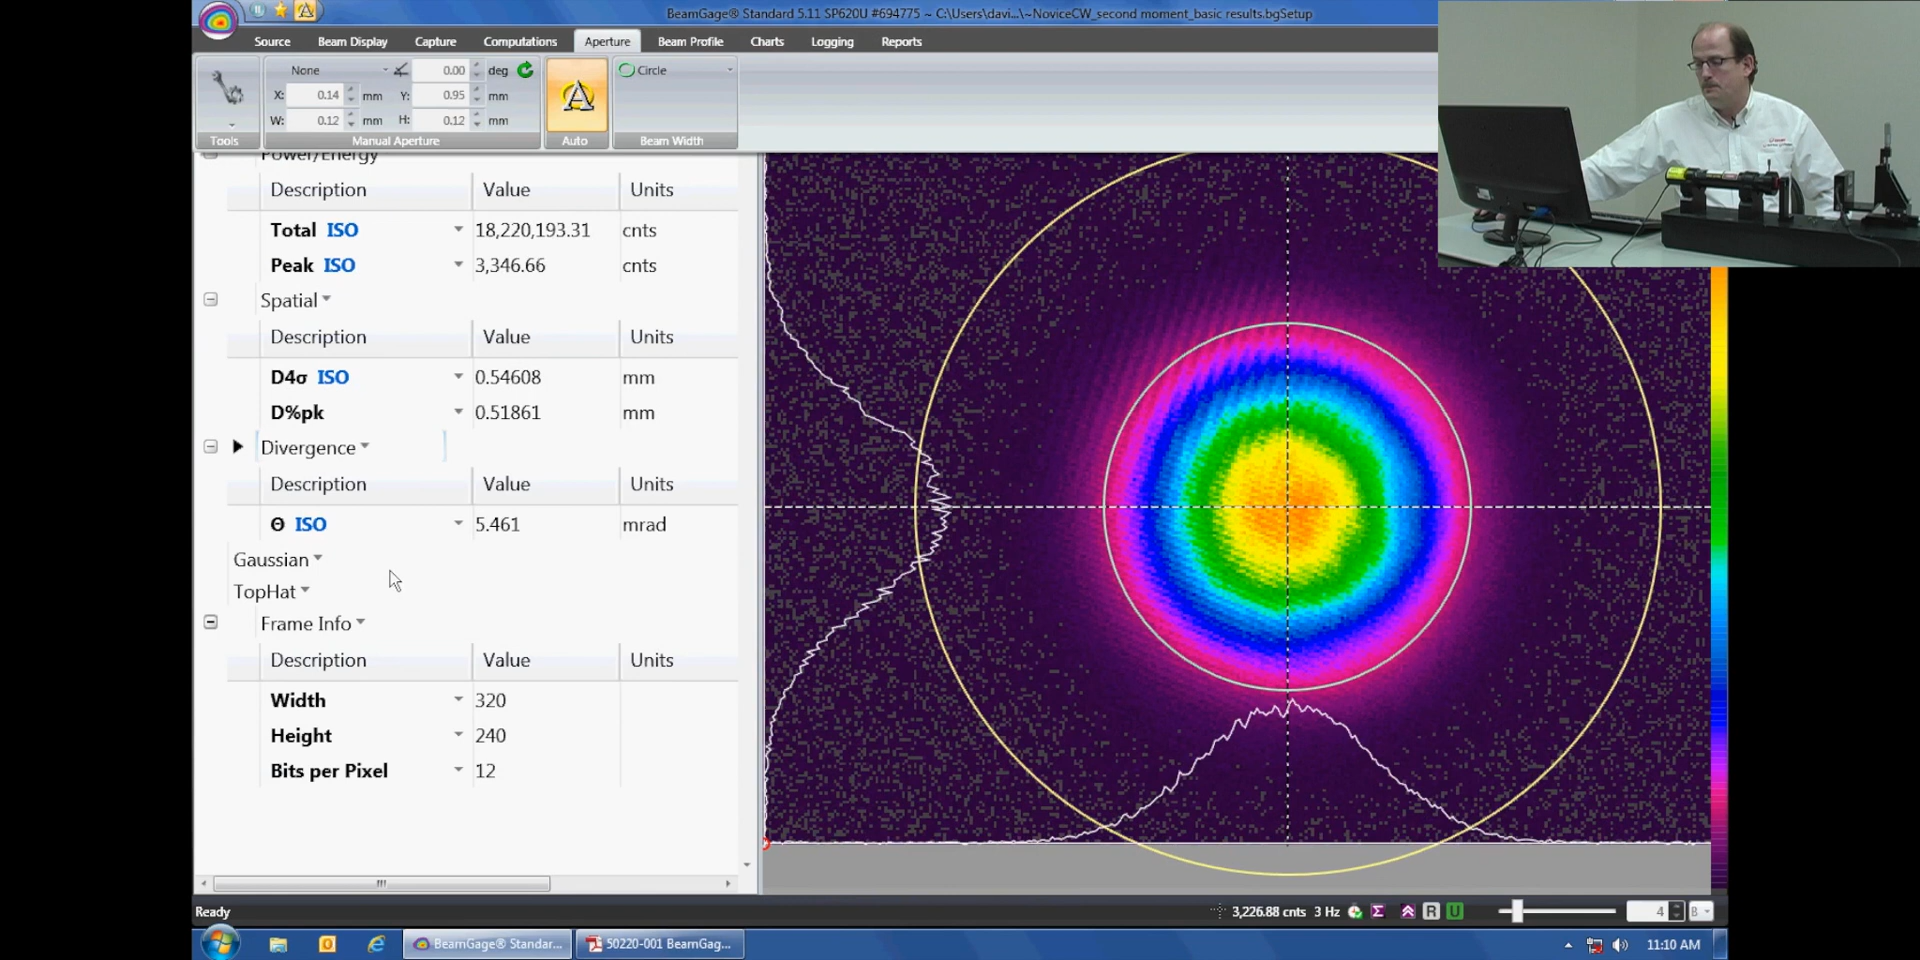 BeamGage® Standard 5.11 SP620U #694775 ~ C:\Users\davi...\~NoviceCW_second moment_basic results.bgSetup
Source Beam Display Capture Computations Aperture Beam Profile Charts Logging Reports
None 0.00 deg Circle
X: 0.14 mm Y: 0.95 mm
W: 0.12 mm H: 0.12 mm
Tools Manual Aperture Auto Beam Width
Power/Energy
Description Value Units
Total ISO 18,220,193.31 cnts
Peak ISO 3,346.66 cnts
Spatial
Description Value Units
D4σ ISO 0.54608 mm
D%pk 0.51861 mm
Divergence
Description Value Units
Θ ISO 5.461 mrad
Gaussian
TopHat
Frame Info
Description Value Units
Width 320
Height 240
Bits per Pixel 12
Ready 3,226.88 cnts 3 Hz Σ R U 4 B
BeamGage® Standar... 50220-001 BeamGag... 11:10 AM